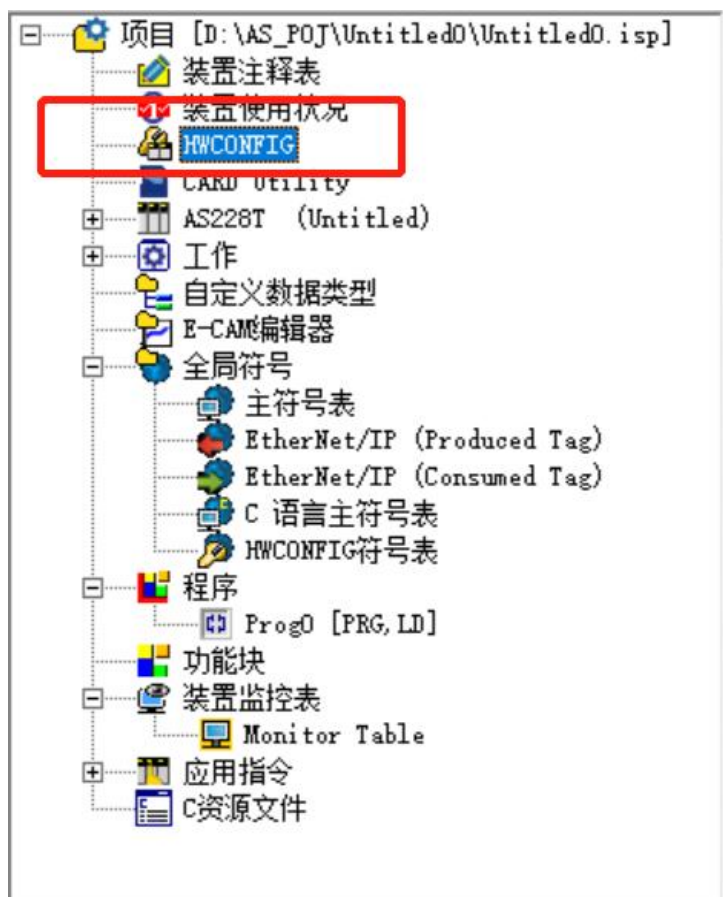 项目 [D:\AS_POJ\Untitled0\Untitled0.isp]
装置注释表
装置使用状况
HWCONFIG
CARD Utility
AS228T (Untitled)
工作
自定义数据类型
E-CAM编辑器
全局符号
主符号表
EtherNet/IP (Produced Tag)
EtherNet/IP (Consumed Tag)
C 语言主符号表
HWCONFIG符号表
程序
Prog0 [PRG,LD]
功能块
装置监控表
Monitor Table
应用指令
C资源文件